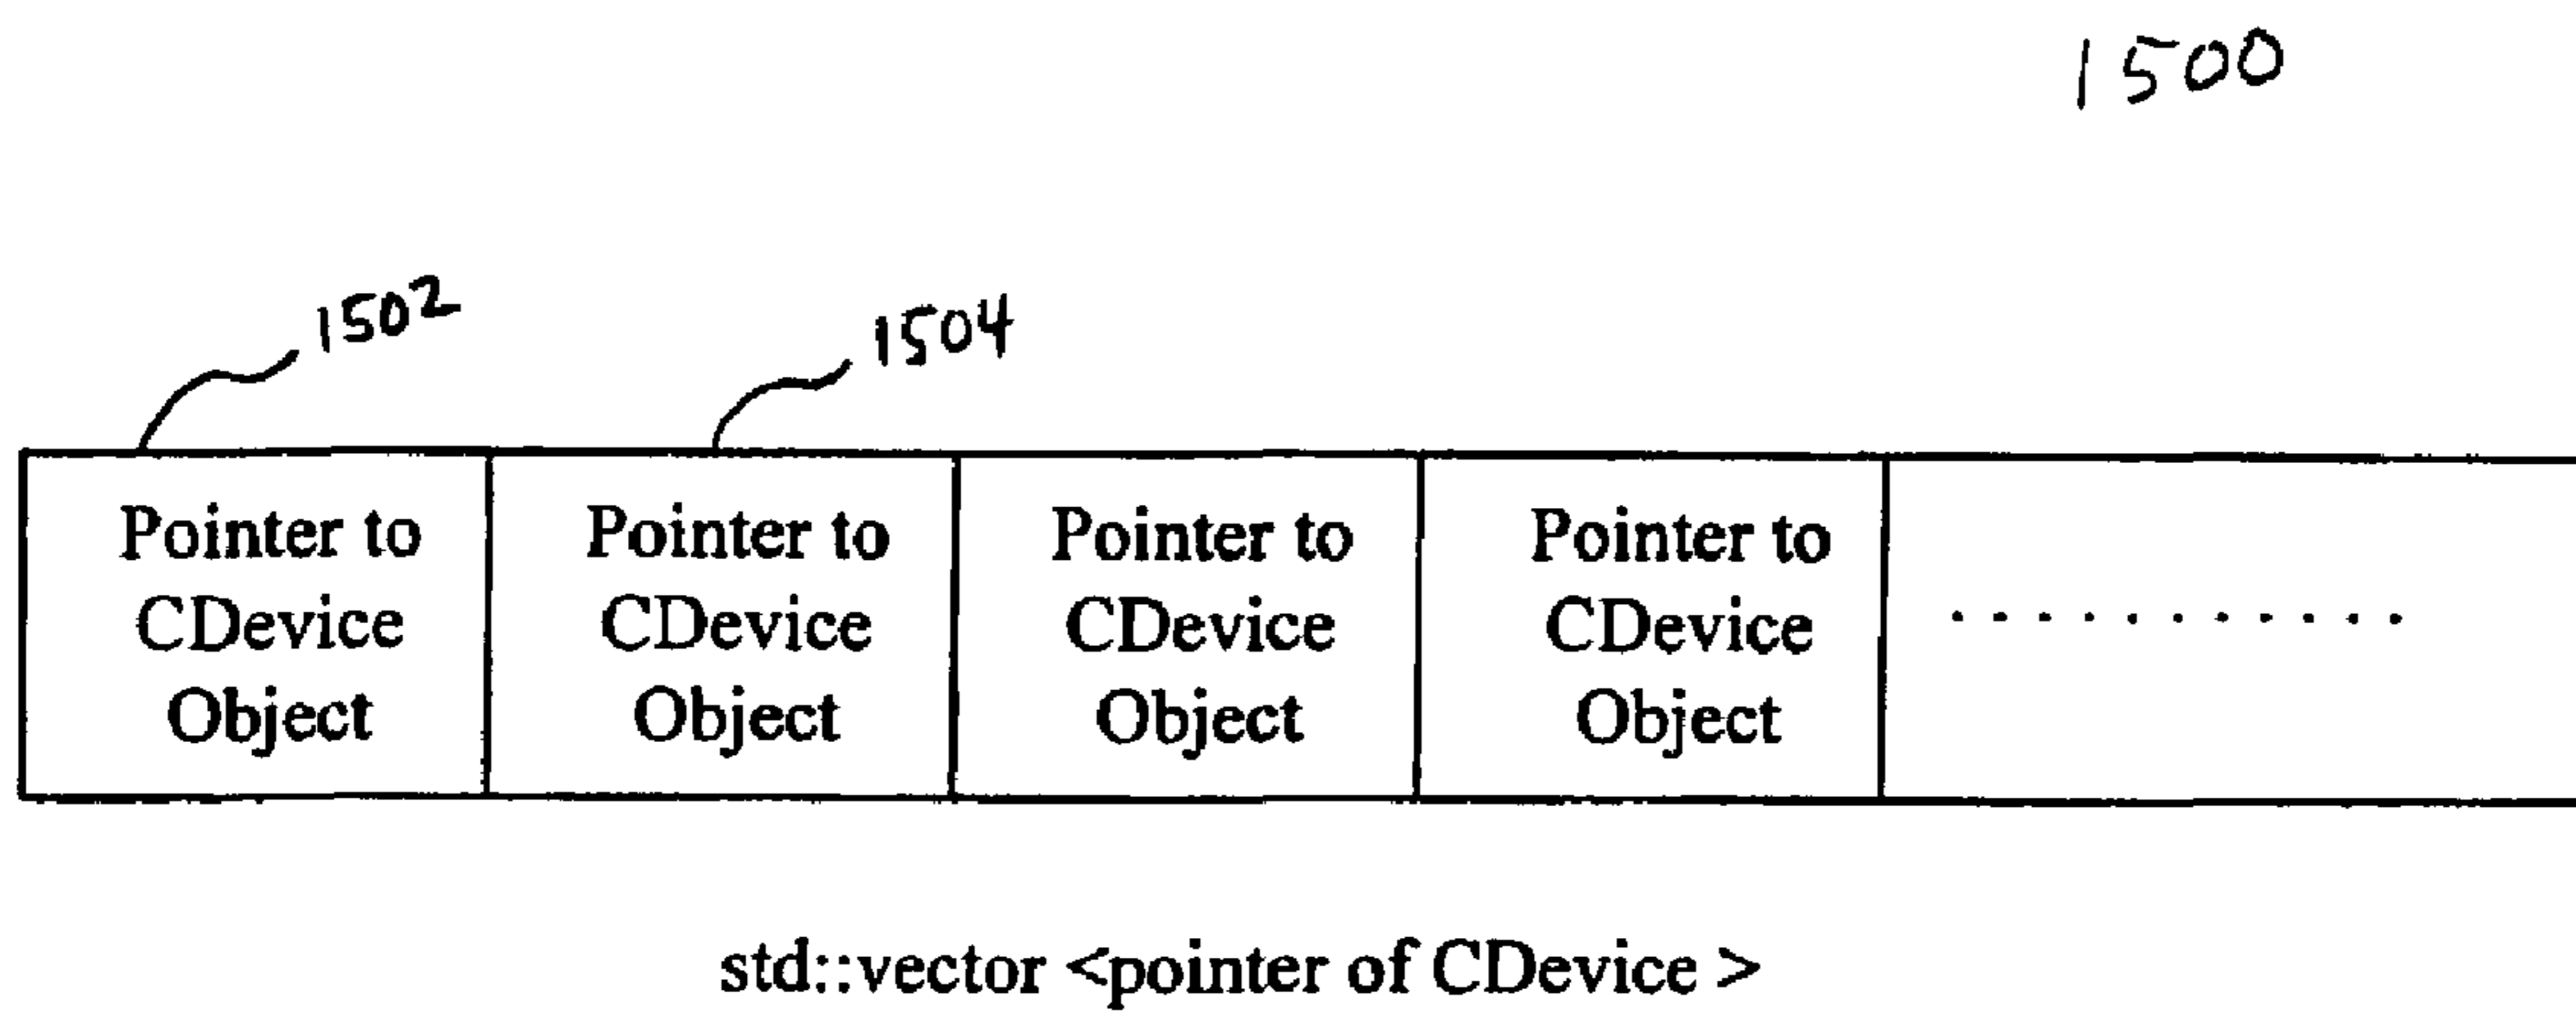 1500
1502
1504
Pointer to Pointer to Pointer to Pointer to
CDevice CDevice CDevice CDevice ...........
Object Object Object Object
std::vector <pointer of CDevice >